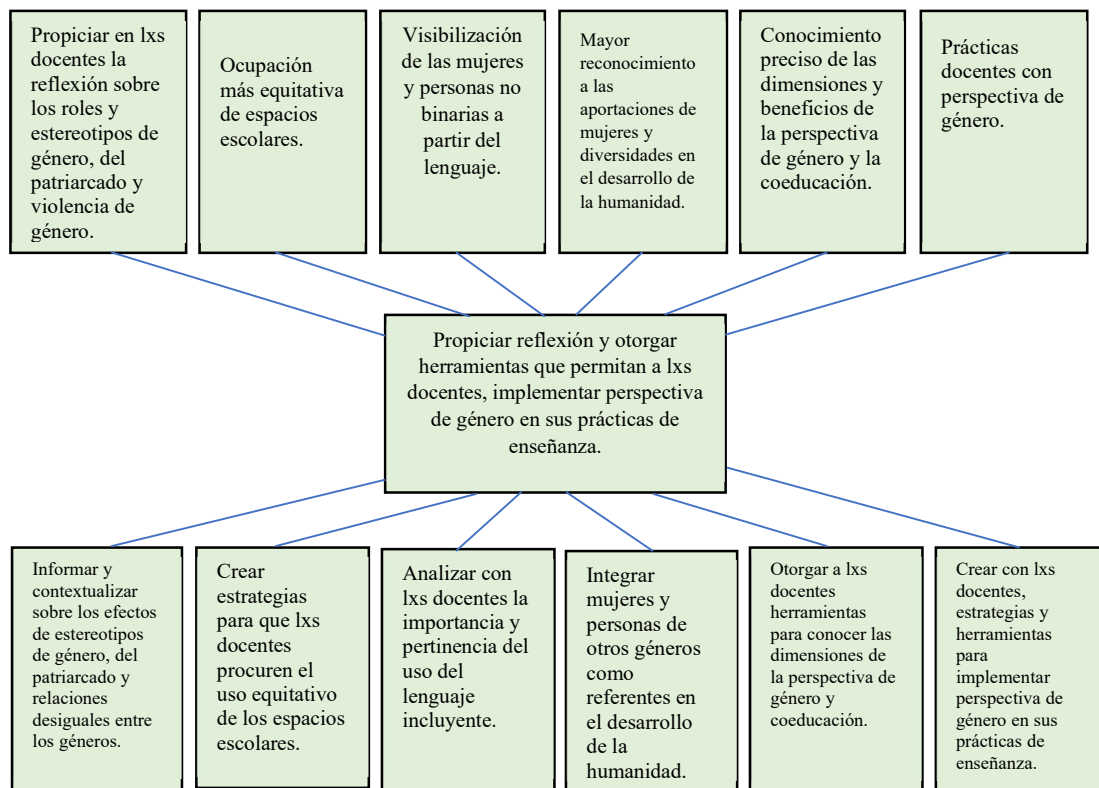 Propiciar en lxs
docentes la
reflexión sobre
los roles y
estereotipos de
género, del
patriarcado y
violencia de
género.
Ocupación
más equitativa
de espacios
escolares.
Visibilización
de las mujeres
y personas no
binarias a
partir del
lenguaje.
Mayor
reconocimiento
a las
aportaciones de
mujeres y
diversidades en
el desarrollo de
la humanidad.
Conocimiento
preciso de las
dimensiones y
beneficios de
la perspectiva
de género y la
coeducación.
Prácticas
docentes con
perspectiva de
género.
Propiciar reflexión y otorgar
herramientas que permitan a lxs
docentes, implementar perspectiva
de género en sus prácticas de
enseñanza.
Informar y
contextualizar
sobre los efectos
de estereotipos
de género, del
patriarcado y
relaciones
desiguales entre
los géneros.
Crear
estrategias
para que lxs
docentes
procuren el
uso equitativo
de los espacios
escolares.
Analizar con
lxs docentes la
importancia y
pertinencia del
uso del
lenguaje
incluyente.
Integrar
mujeres y
personas de
otros géneros
como
referentes en
el desarrollo
de la
humanidad.
Otorgar a lxs
docentes
herramientas
para conocer las
dimensiones de
la perspectiva de
género y
coeducación.
Crear con lxs
docentes,
estrategias y
herramientas
para
implementar
perspectiva de
género en sus
prácticas de
enseñanza.